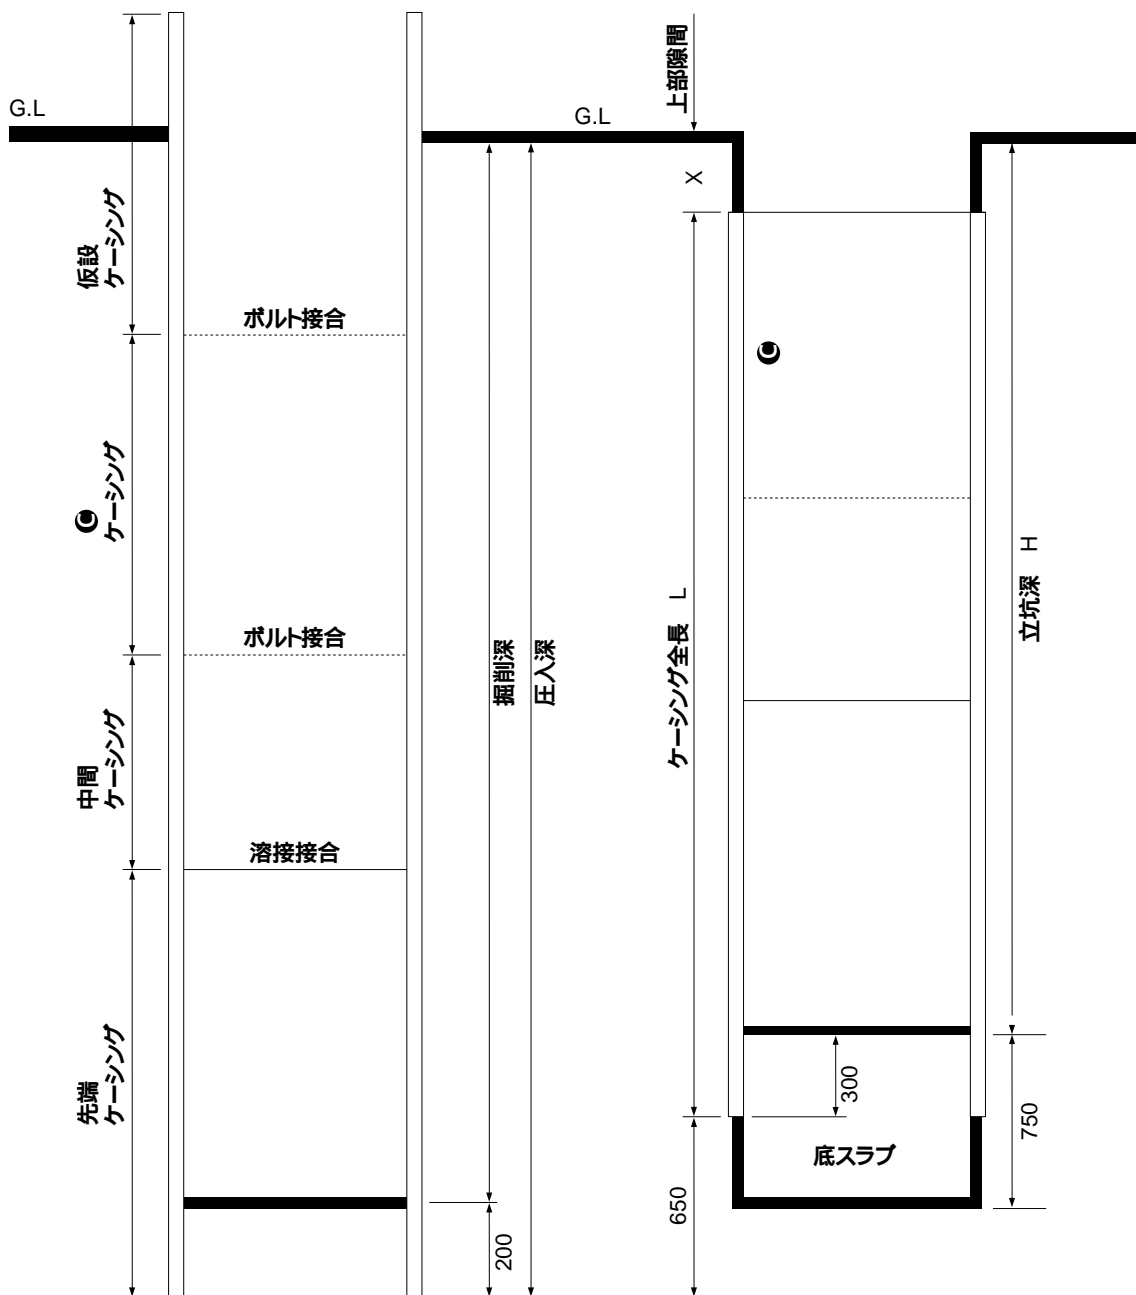 G.L
仮設
ケーシング
ボルト接合
C
ケーシング
ボルト接合
中間
ケーシング
溶接接合
先端
ケーシング
掘削深
圧入深
200
G.L
上部隙間
X
C
ケーシング全長 L
立坑深 H
300
底スラブ
750
650